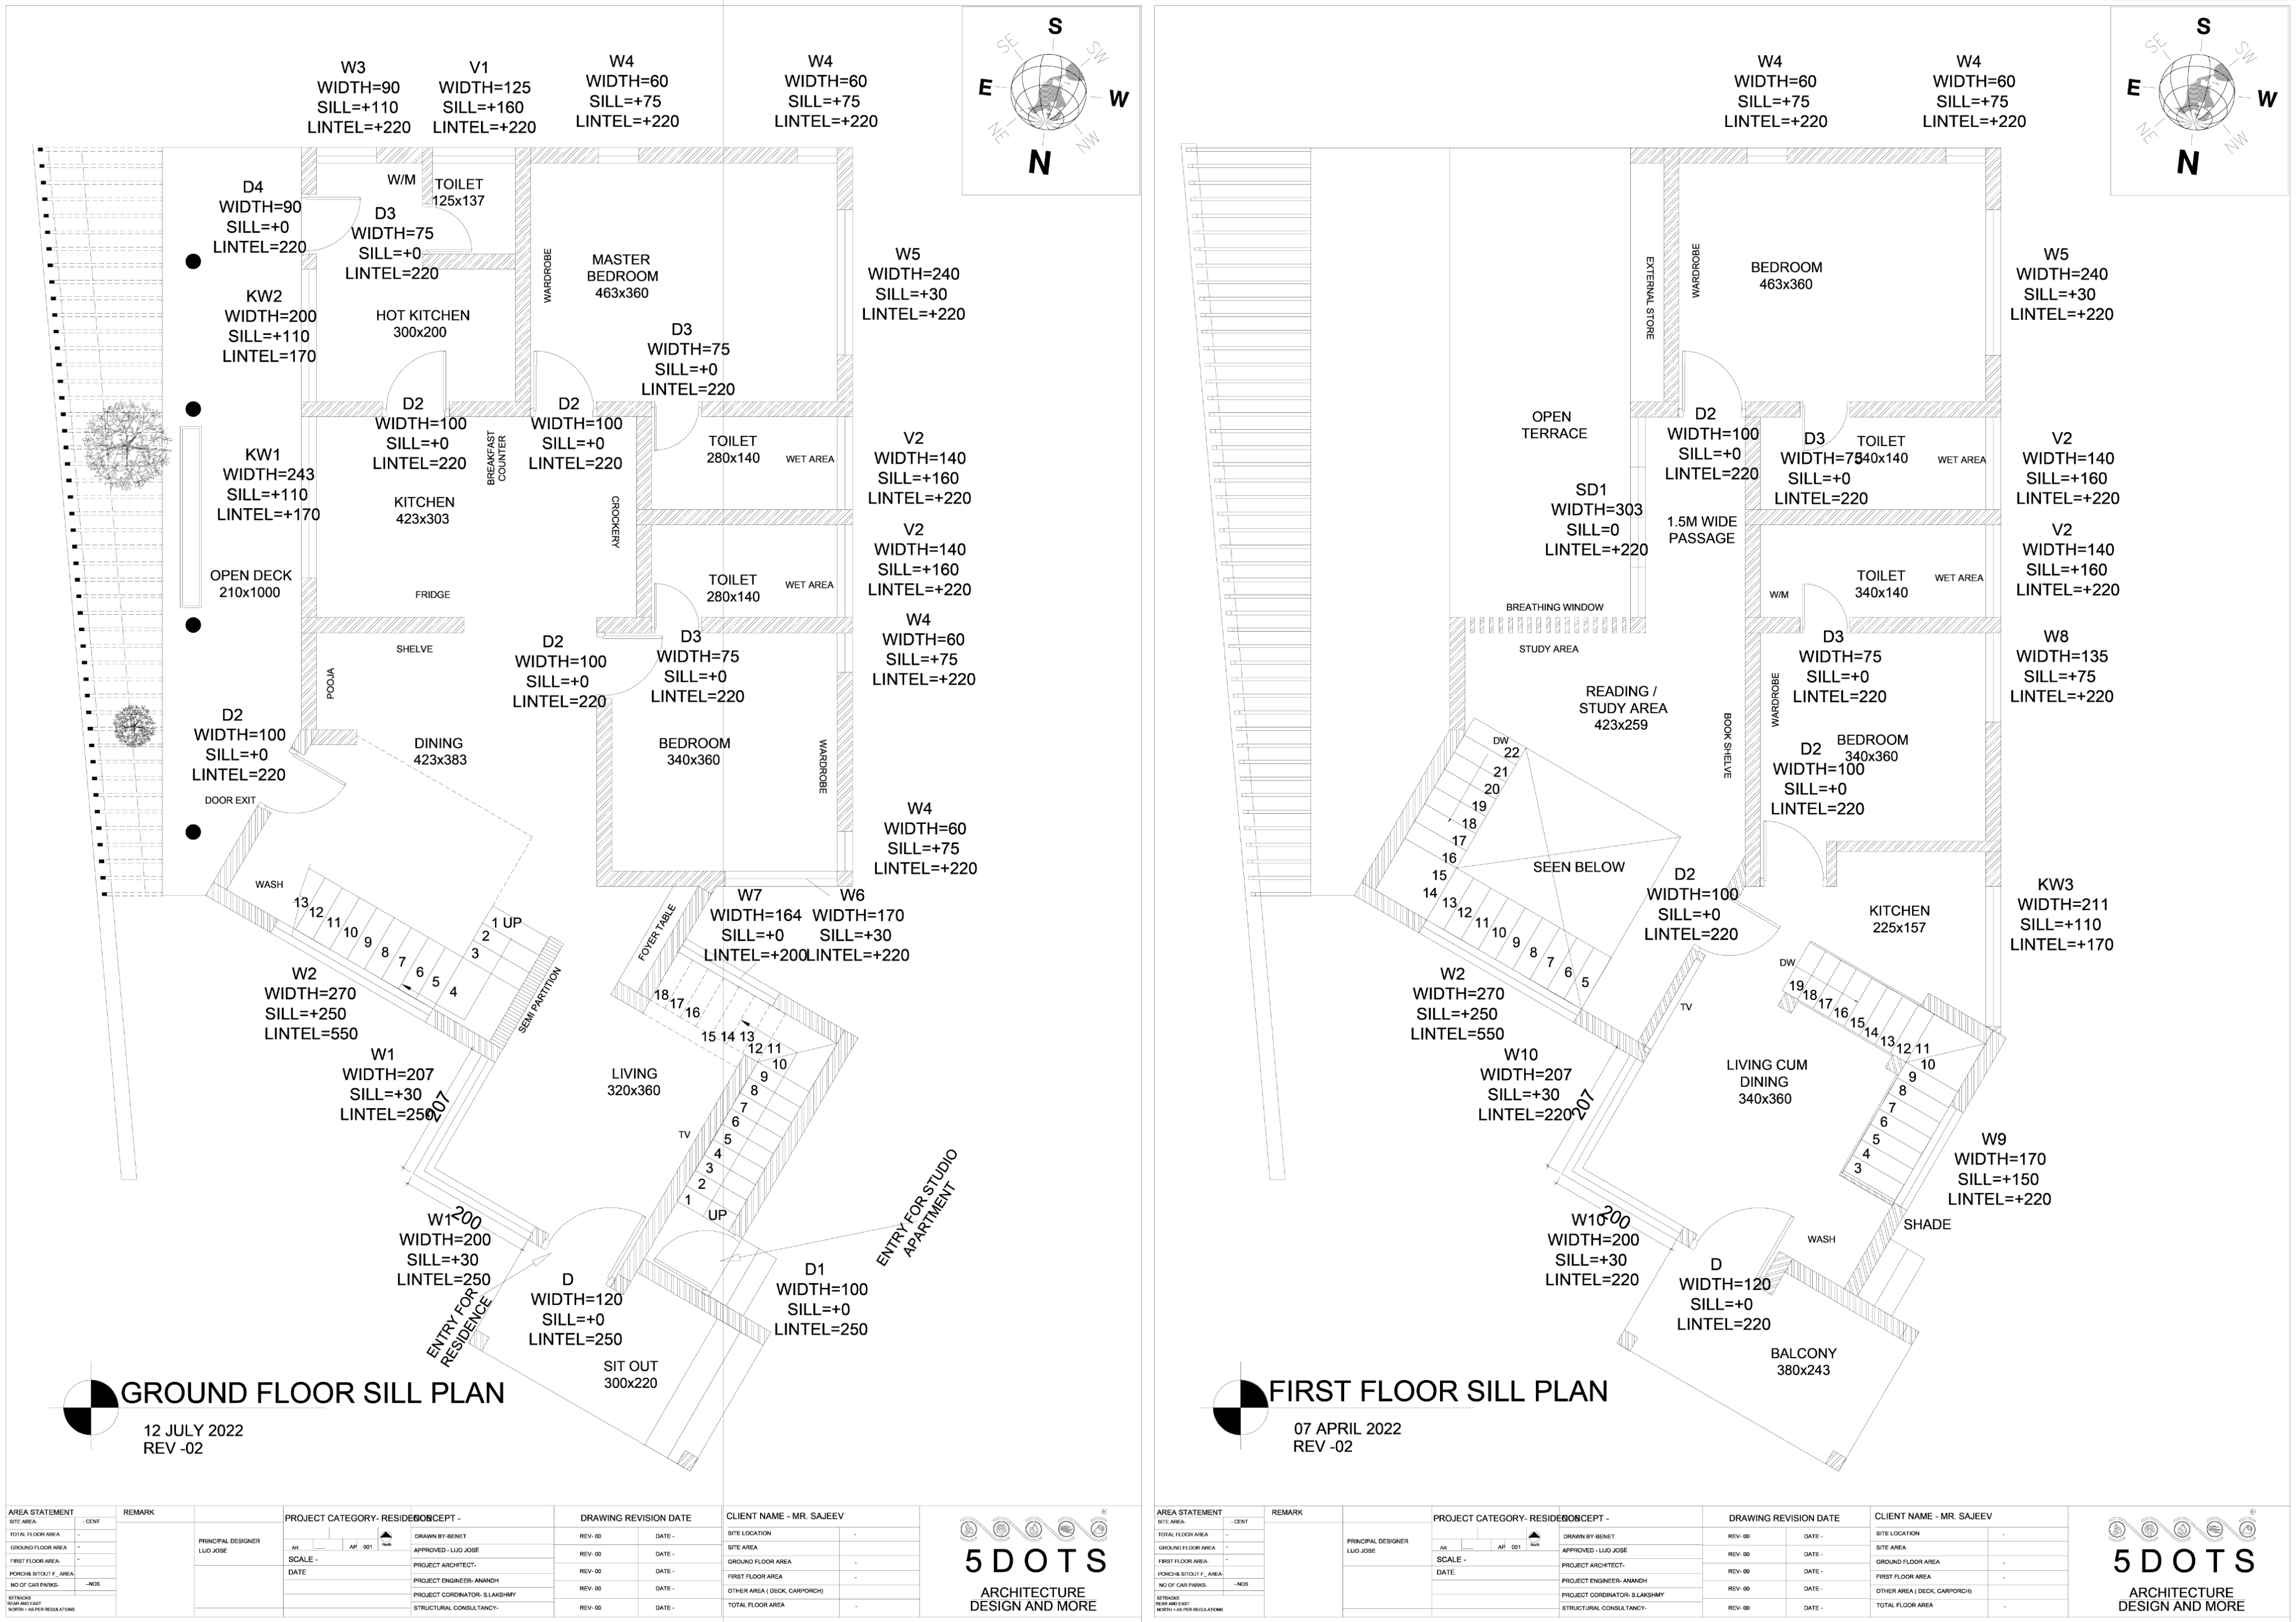 S
SE
SW
E
W
NE
NW
N
W3
WIDTH=90
SILL=+110
LINTEL=+220
V1
WIDTH=125
SILL=+160
LINTEL=+220
W4
WIDTH=60
SILL=+75
LINTEL=+220
W4
WIDTH=60
SILL=+75
LINTEL=+220
D4
WIDTH=90
SILL=+0
LINTEL=220
W/M
TOILET
125x137
D3
WIDTH=75
SILL=+0
LINTEL=220
WARDROBE
MASTER
BEDROOM
463x360
W5
WIDTH=240
SILL=+30
LINTEL=+220
KW2
WIDTH=200
SILL=+110
LINTEL=170
HOT KITCHEN
300x200
D3
WIDTH=75
SILL=+0
LINTEL=220
D2
WIDTH=100
SILL=+0
LINTEL=220
BREAKFAST
COUNTER
D2
WIDTH=100
SILL=+0
LINTEL=220
TOILET
280x140
WET AREA
V2
WIDTH=140
SILL=+160
LINTEL=+220
KW1
WIDTH=243
SILL=+110
LINTEL=+170
KITCHEN
423x303
CROCKERY
V2
WIDTH=140
SILL=+160
LINTEL=+220
OPEN DECK
210x1000
FRIDGE
TOILET
280x140
WET AREA
W4
WIDTH=60
SILL=+75
LINTEL=+220
SHELVE
POOJA
D2
WIDTH=100
SILL=+0
LINTEL=220
D3
WIDTH=75
SILL=+0
LINTEL=220
D2
WIDTH=100
SILL=+0
LINTEL=220
DOOR EXIT
DINING
423x383
BEDROOM
340x360
WARDROBE
W4
WIDTH=60
SILL=+75
LINTEL=+220
WASH
13
12
11
10
9
8
7
6
5
4
3
2
1 UP
SEMI PARTITION
FOYER TABLE
W7
WIDTH=164
SILL=+0
LINTEL=+200
W6
WIDTH=170
SILL=+30
LINTEL=+220
W2
WIDTH=270
SILL=+250
LINTEL=550
18
17
16
15 14 13
12 11
10
9
8
7
6
5
4
3
2
1
UP
W1
WIDTH=207
SILL=+30
LINTEL=250
207
LIVING
320x360
TV
ENTRY FOR STUDIO
APARTMENT
W1
200
WIDTH=200
SILL=+30
LINTEL=250
ENTRY FOR
RESIDENCE
D
WIDTH=120
SILL=+0
LINTEL=250
D1
WIDTH=100
SILL=+0
LINTEL=250
SIT OUT
300x220
GROUND FLOOR SILL PLAN
12 JULY 2022
REV -02
AREA STATEMENT
SITE AREA-
- CENT
TOTAL FLOOR AREA
-
GROUND FLOOR AREA
-
FIRST FLOOR AREA-
-
PORCH& SITOUT F_ AREA-
NO OF CAR PARKS-
--NOS
SETBACKS
REAR AND EAST
NORTH = AS PER REGULATIONS
REMARK
PRINCIPAL DESIGNER
LIJO JOSE
PROJECT CATEGORY- RESIDENCE
AR
AP
001
North
SCALE -
DATE
CONCEPT -
DRAWN BY-BENET
APPROVED - LIJO JOSE
PROJECT ARCHITECT-
PROJECT ENGINEER- ANANDH
PROJECT CORDINATOR- S.LAKSHMY
STRUCTURAL CONSULTANCY-
DRAWING REVISION DATE
REV- 00 DATE -
REV- 00 DATE -
REV- 00 DATE -
REV- 00 DATE -
REV- 00 DATE -
CLIENT NAME - MR. SAJEEV
SITE LOCATION -
SITE AREA
GROUND FLOOR AREA -
FIRST FLOOR AREA -
OTHER AREA ( DECK, CARPORCH)
TOTAL FLOOR AREA -
®
5DOTS
ARCHITECTURE
DESIGN AND MORE
S
SE
SW
E
W
NE
NW
N
W4
WIDTH=60
SILL=+75
LINTEL=+220
W4
WIDTH=60
SILL=+75
LINTEL=+220
EXTERNAL STORE
WARDROBE
BEDROOM
463x360
W5
WIDTH=240
SILL=+30
LINTEL=+220
OPEN
TERRACE
D2
WIDTH=100
SILL=+0
LINTEL=220
D3
WIDTH=75
SILL=+0
LINTEL=220
TOILET
340x140
WET AREA
V2
WIDTH=140
SILL=+160
LINTEL=+220
SD1
WIDTH=303
SILL=0
LINTEL=+220
1.5M WIDE
PASSAGE
V2
WIDTH=140
SILL=+160
LINTEL=+220
TOILET
340x140
WET AREA
W/M
BREATHING WINDOW
STUDY AREA
D3
WIDTH=75
SILL=+0
LINTEL=220
W8
WIDTH=135
SILL=+75
LINTEL=+220
READING /
STUDY AREA
423x259
WARDROBE
BOOK SHELVE
BEDROOM
340x360
D2
WIDTH=100
SILL=+0
LINTEL=220
DW
22
21
20
19
18
17
16
15
14
13
12
11
10
9
8
7
6
5
SEEN BELOW
D2
WIDTH=100
SILL=+0
LINTEL=220
KITCHEN
225x157
KW3
WIDTH=211
SILL=+110
LINTEL=+170
W2
WIDTH=270
SILL=+250
LINTEL=550
DW
19
18
17
16
15
14
13
12 11
10
9
8
7
6
5
4
3
TV
W10
WIDTH=207
SILL=+30
LINTEL=220
207
LIVING CUM
DINING
340x360
W9
WIDTH=170
SILL=+150
LINTEL=+220
W10
200
WIDTH=200
SILL=+30
LINTEL=220
WASH
SHADE
D
WIDTH=120
SILL=+0
LINTEL=220
BALCONY
380x243
FIRST FLOOR SILL PLAN
07 APRIL 2022
REV -02
AREA STATEMENT
SITE AREA-
- CENT
TOTAL FLOOR AREA
-
GROUND FLOOR AREA
-
FIRST FLOOR AREA-
-
PORCH& SITOUT F_ AREA-
NO OF CAR PARKS-
--NOS
SETBACKS
REAR AND EAST
NORTH = AS PER REGULATIONS
REMARK
PRINCIPAL DESIGNER
LIJO JOSE
PROJECT CATEGORY- RESIDENCE
AR
AP
001
North
SCALE -
DATE
CONCEPT -
DRAWN BY-BENET
APPROVED - LIJO JOSE
PROJECT ARCHITECT-
PROJECT ENGINEER- ANANDH
PROJECT CORDINATOR- S.LAKSHMY
STRUCTURAL CONSULTANCY-
DRAWING REVISION DATE
REV- 00 DATE -
REV- 00 DATE -
REV- 00 DATE -
REV- 00 DATE -
REV- 00 DATE -
CLIENT NAME - MR. SAJEEV
SITE LOCATION -
SITE AREA
GROUND FLOOR AREA -
FIRST FLOOR AREA -
OTHER AREA ( DECK, CARPORCH)
TOTAL FLOOR AREA -
®
5DOTS
ARCHITECTURE
DESIGN AND MORE